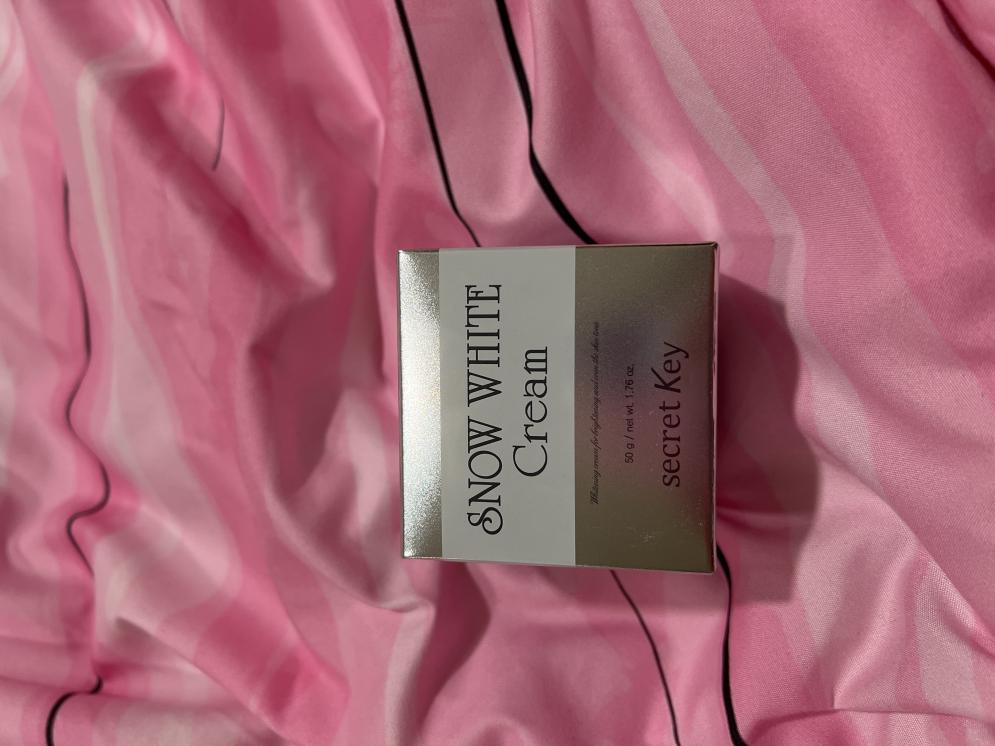 SNOW WHITE
Cream
Whitening cream for brightening and even the skin tone
50 g / net wt. 1.76 oz.
secret Key